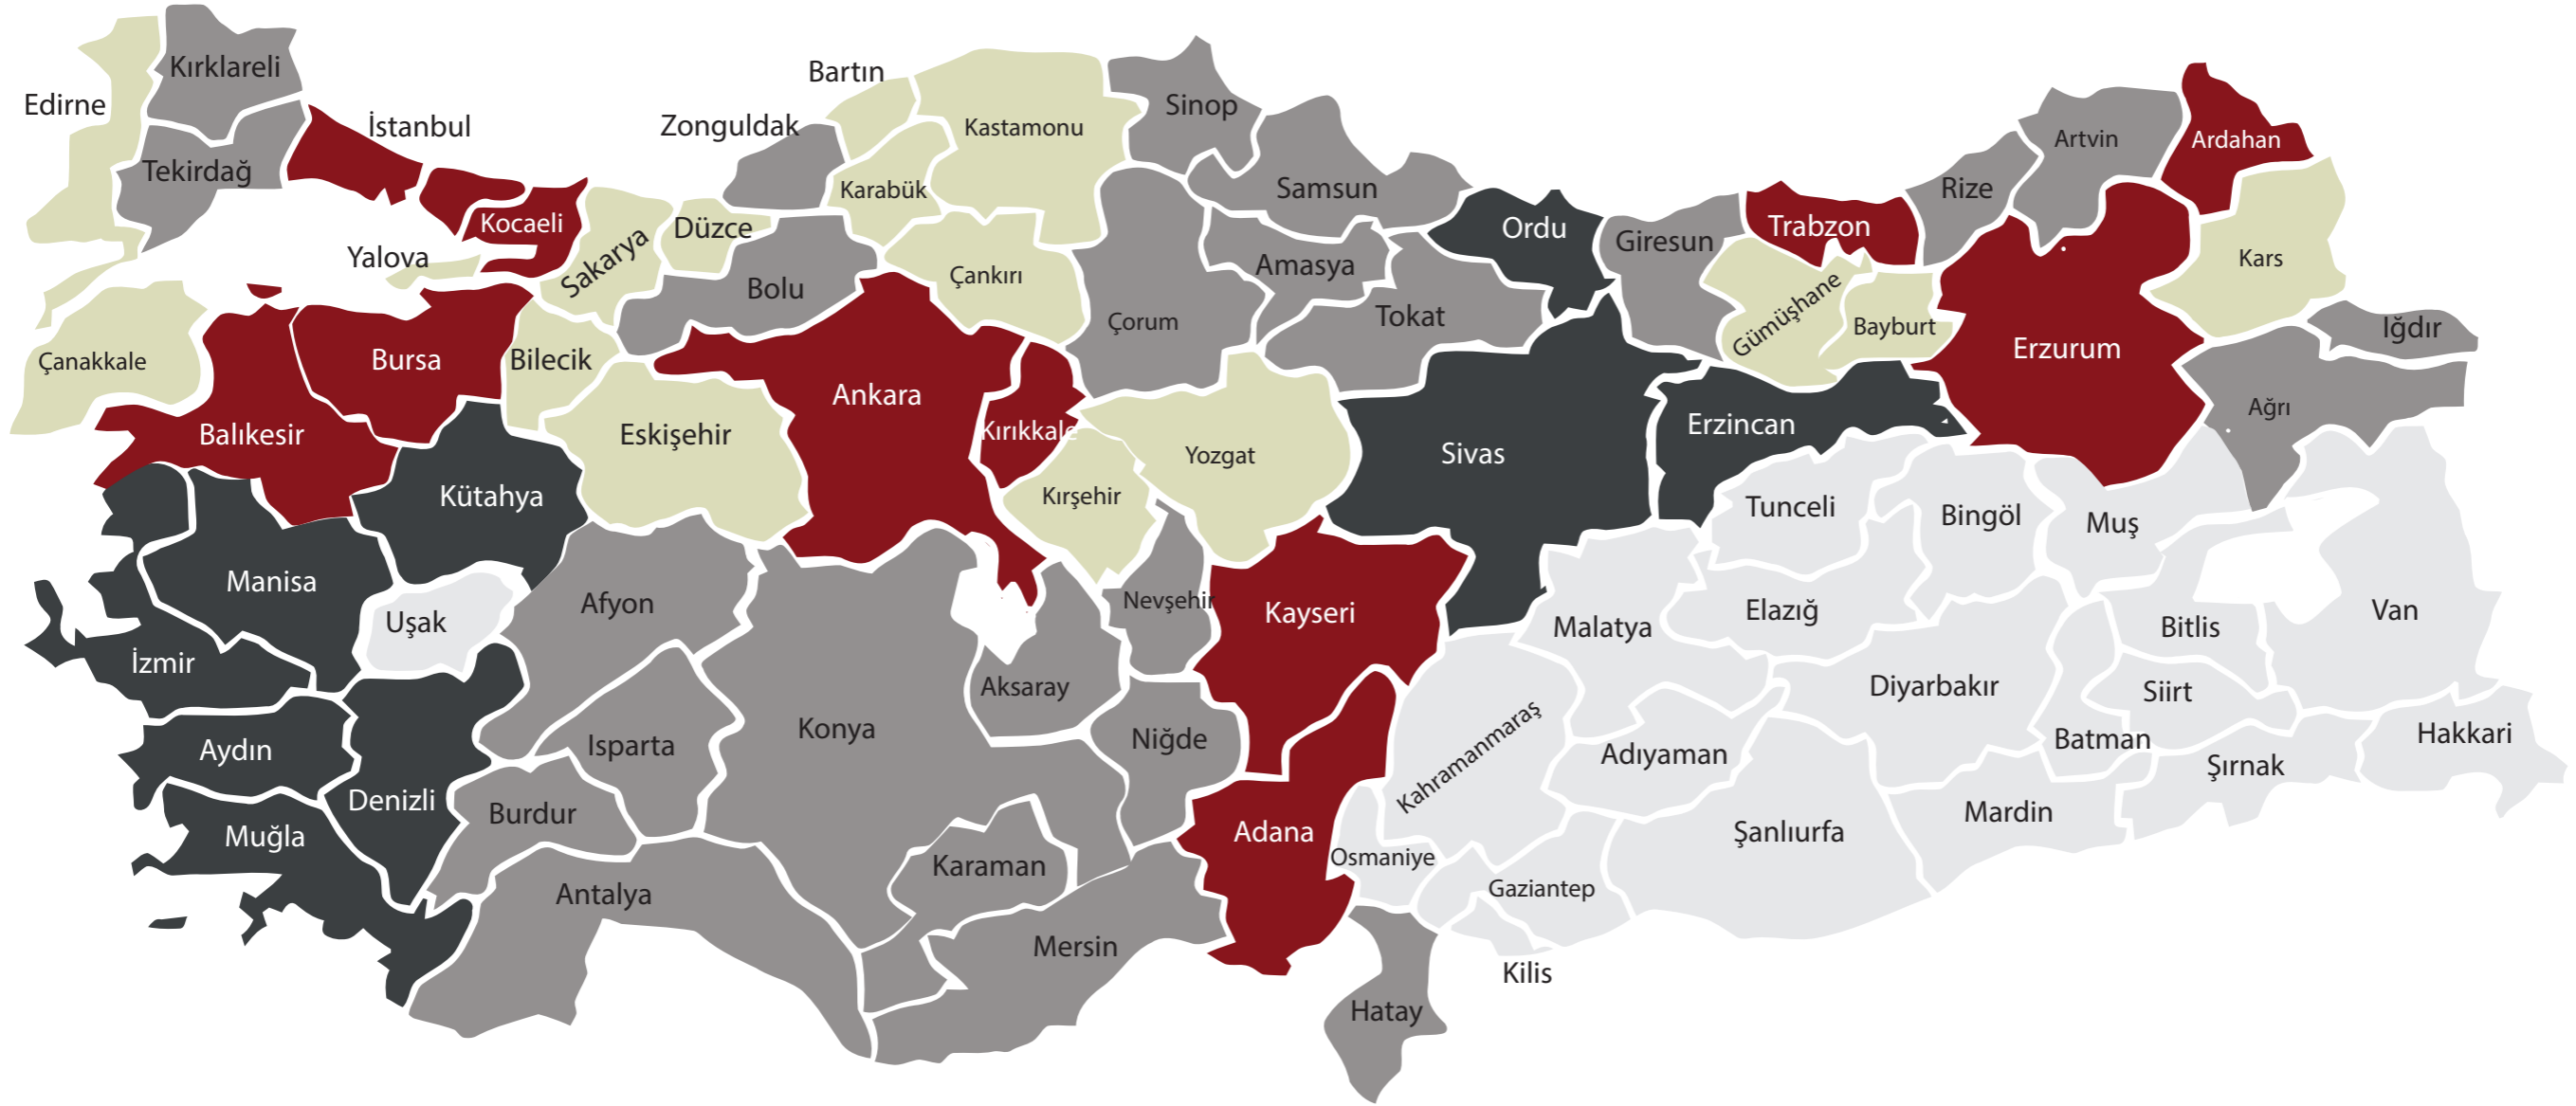 Kırklareli
Edirne
Tekirdağ
İstanbul
Kocaeli
Yalova
Sakarya
Düzce
Zonguldak
Bartın
Karabük
Kastamonu
Çankırı
Bolu
Sinop
Samsun
Amasya
Çorum
Tokat
Ordu
Giresun
Trabzon
Gümüşhane
Bayburt
Rize
Artvin
Ardahan
Kars
Iğdır
Ağrı
Erzurum
Erzincan
Sivas
Yozgat
Kırıkkale
Kırşehir
Ankara
Eskişehir
Bilecik
Bursa
Çanakkale
Balıkesir
Kütahya
Manisa
Uşak
İzmir
Aydın
Denizli
Muğla
Afyon
Isparta
Burdur
Antalya
Konya
Aksaray
Nevşehir
Niğde
Karaman
Mersin
Kayseri
Adana
Osmaniye
Hatay
Kahramanmaraş
Malatya
Adıyaman
Gaziantep
Kilis
Şanlıurfa
Tunceli
Elazığ
Bingöl
Muş
Diyarbakır
Mardin
Batman
Bitlis
Siirt
Şırnak
Van
Hakkari